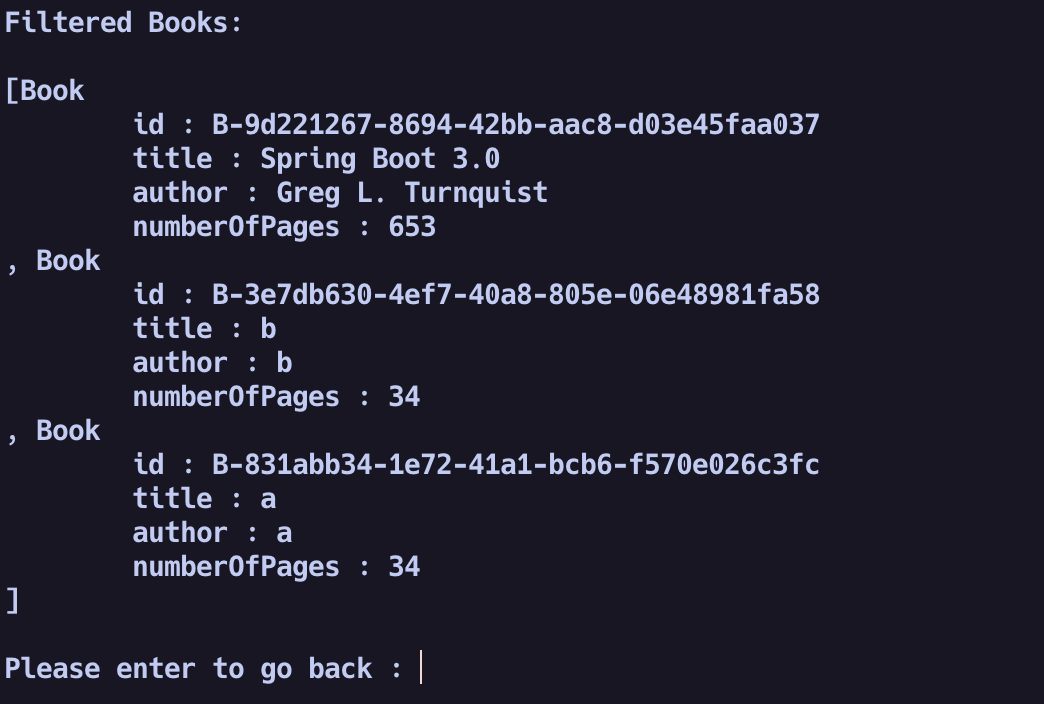 Filtered Books:
[Book
id : B-9d221267-8694-42bb-aac8-d03e45faa037
title : Spring Boot 3.0
author : Greg L. Turnquist
numberOfPages : 653
, Book
id : B-3e7db630-4ef7-40a8-805e-06e48981fa58
title : b
author : b
numberOfPages : 34
, Book
id : B-831abb34-1e72-41a1-bcb6-f570e026c3fc
title : a
author : a
numberOfPages : 34
]
Please enter to go back :